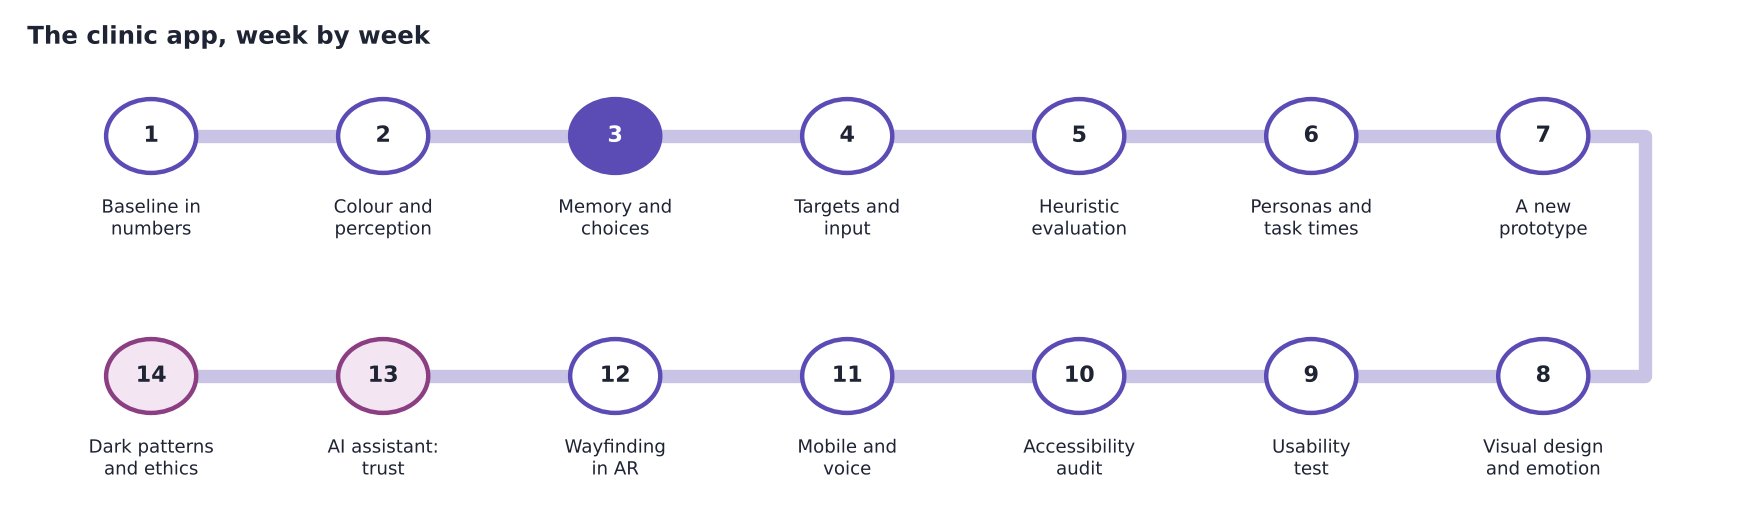 The clinic app, week by week
1
2
3
4
5
6
7
Baseline in
numbers
Colour and
perception
Memory and
choices
Targets and
input
Heuristic
evaluation
Personas and
task times
A new
prototype
14
13
12
11
10
9
8
Dark patterns
and ethics
AI assistant:
trust
Wayfinding
in AR
Mobile and
voice
Accessibility
audit
Usability
test
Visual design
and emotion